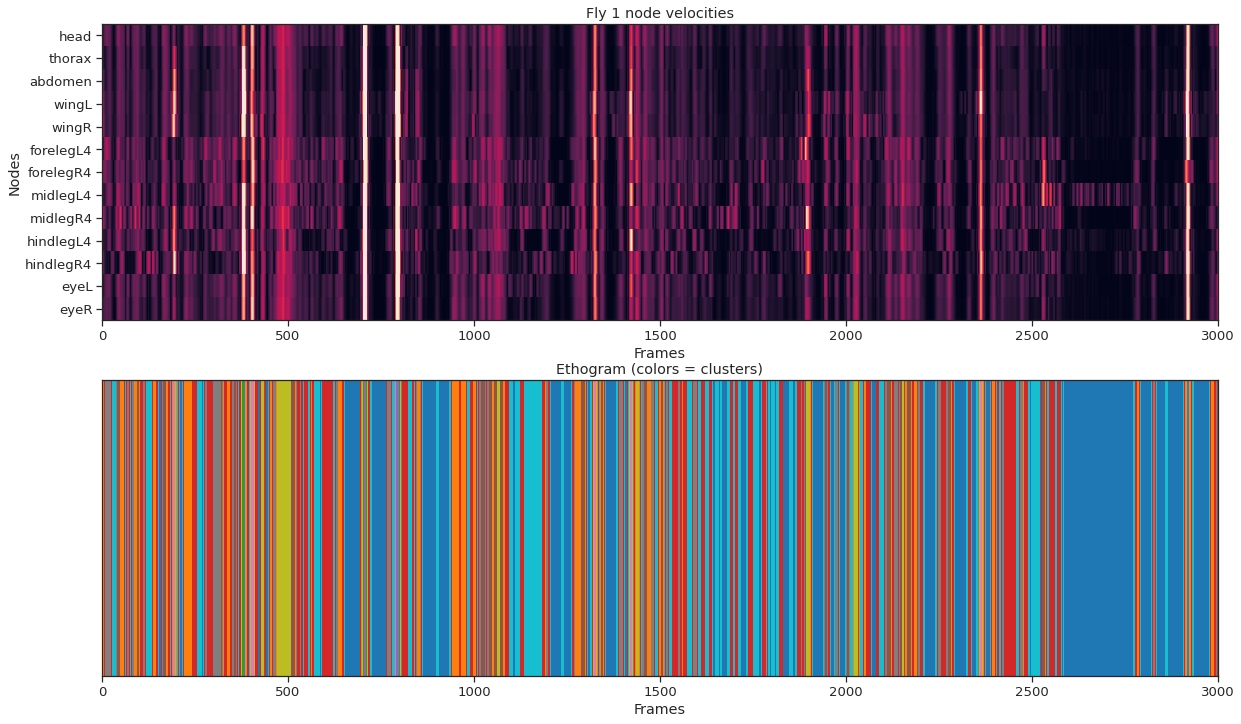 Fly 1 node velocities
Nodes
head
thorax
abdomen
wingL
wingR
forelegL4
forelegR4
midlegL4
midlegR4
hindlegL4
hindlegR4
eyeL
eyeR
0 500 1000 1500 2000 2500 3000
Frames
Ethogram (colors = clusters)
0 500 1000 1500 2000 2500 3000
Frames